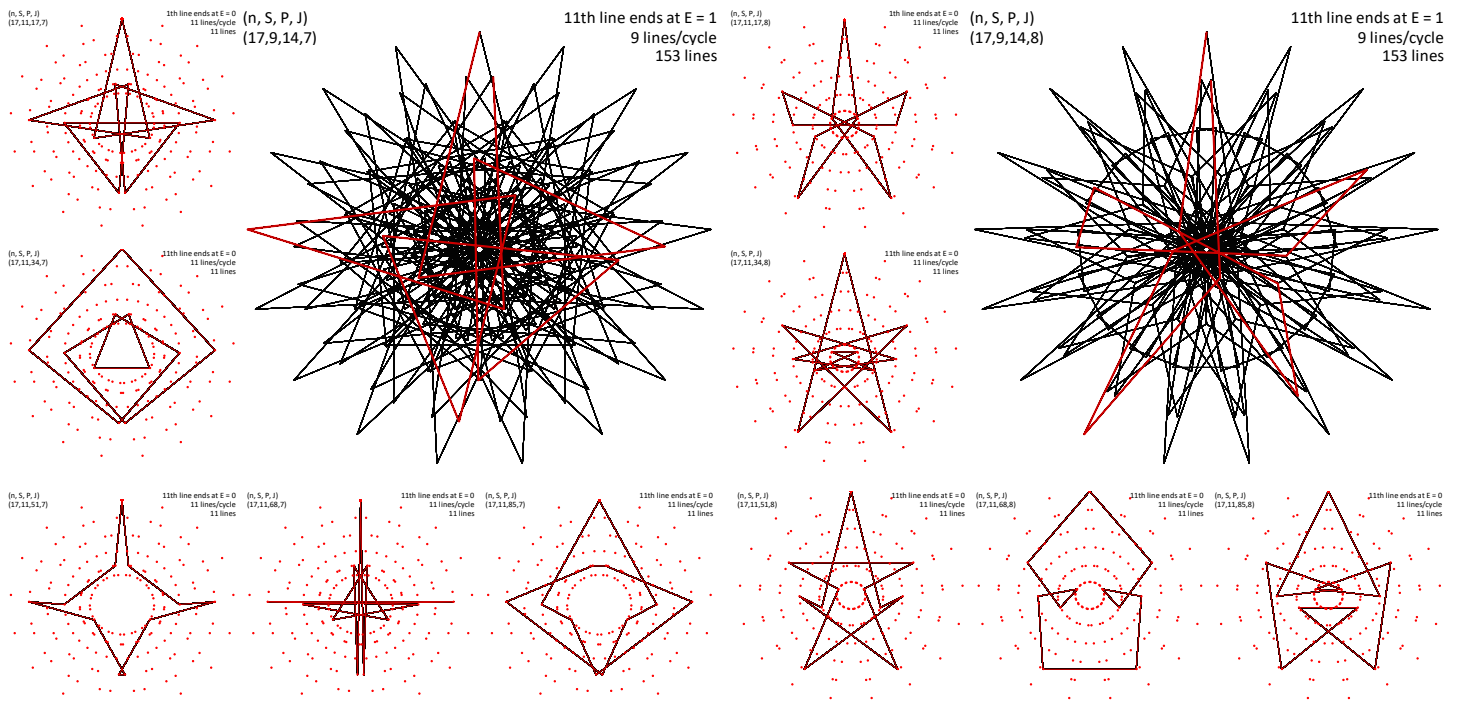 (n, S, P, J)
(17,11,17,7)
1th line ends at E = 0
11 lines/cycle
11 lines
(n, S, P, J)
(17,9,14,7)
11th line ends at E = 1
9 lines/cycle
153 lines
(n, S, P, J)
(17,11,17,8)
1th line ends at E = 0
11 lines/cycle
11 lines
(n, S, P, J)
(17,9,14,8)
11th line ends at E = 1
9 lines/cycle
153 lines
(n, S, P, J)
(17,11,34,7)
11th line ends at E = 0
11 lines/cycle
11 lines
(n, S, P, J)
(17,11,34,8)
11th line ends at E = 0
11 lines/cycle
11 lines
(n, S, P, J)
(17,11,51,7)
11th line ends at E = 0
11 lines/cycle
11 lines
(n, S, P, J)
(17,11,68,7)
11th line ends at E = 0
11 lines/cycle
11 lines
(n, S, P, J)
(17,11,85,7)
11th line ends at E = 0
11 lines/cycle
11 lines
(n, S, P, J)
(17,11,51,8)
11th line ends at E = 0
11 lines/cycle
11 lines
(n, S, P, J)
(17,11,68,8)
11th line ends at E = 0
11 lines/cycle
11 lines
(n, S, P, J)
(17,11,85,8)
11th line ends at E = 0
11 lines/cycle
11 lines